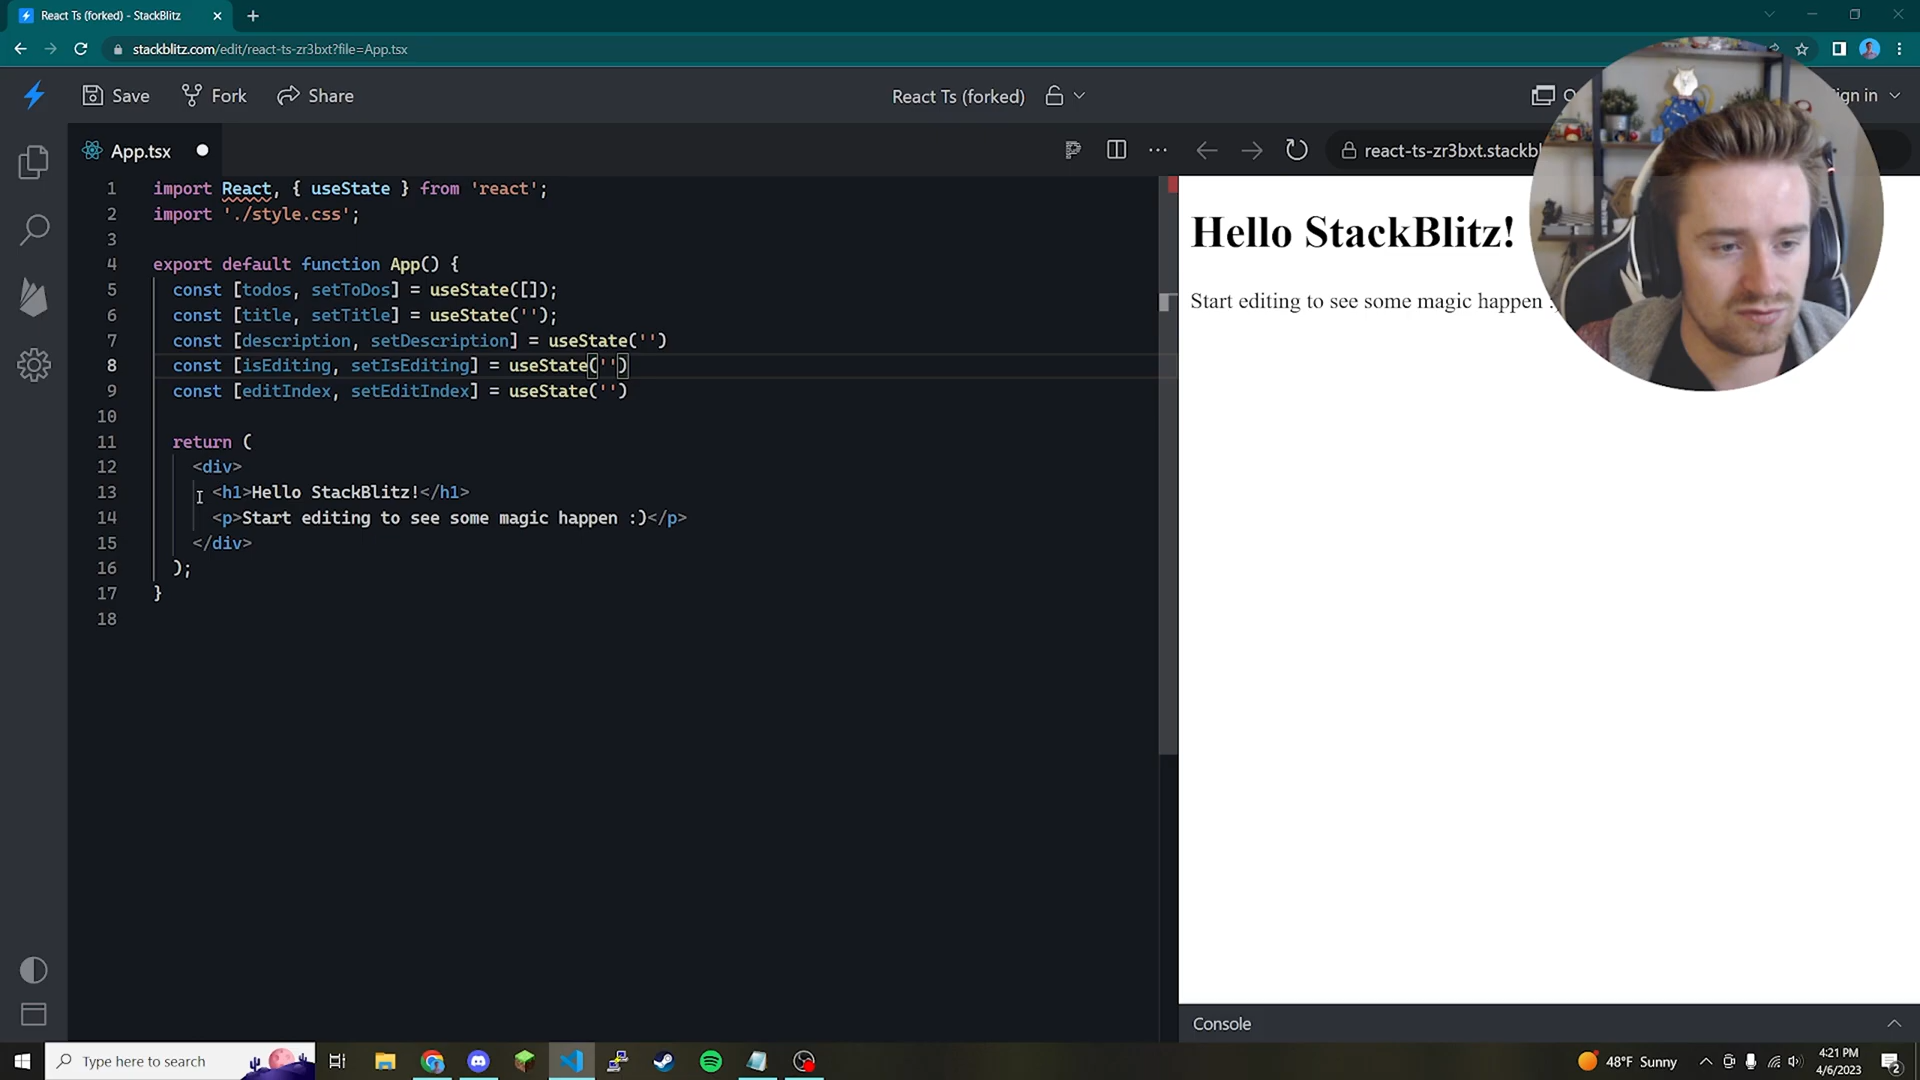 React Ts (forked) - StackBlitz
stackblitz.com/edit/react-ts-zr3bxt?file=App.tsx
Save
Fork
Share
React Ts (forked)
ign in
App.tsx
react-ts-zr3bxt.stackbl
1 import React, { useState } from 'react';
2 import './style.css';
3
4 export default function App() {
5 const [todos, setToDos] = useState([]);
6 const [title, setTitle] = useState('');
7 const [description, setDescription] = useState('')
8 const [isEditing, setIsEditing] = useState('')
9 const [editIndex, setEditIndex] = useState('')
10
11 return (
12 <div>
13 <h1>Hello StackBlitz!</h1>
14 <p>Start editing to see some magic happen :)</p>
15 </div>
16 );
17 }
18
Hello StackBlitz!
Start editing to see some magic happen :)
Console
Type here to search
48°F Sunny
4:21 PM
4/6/2023
2